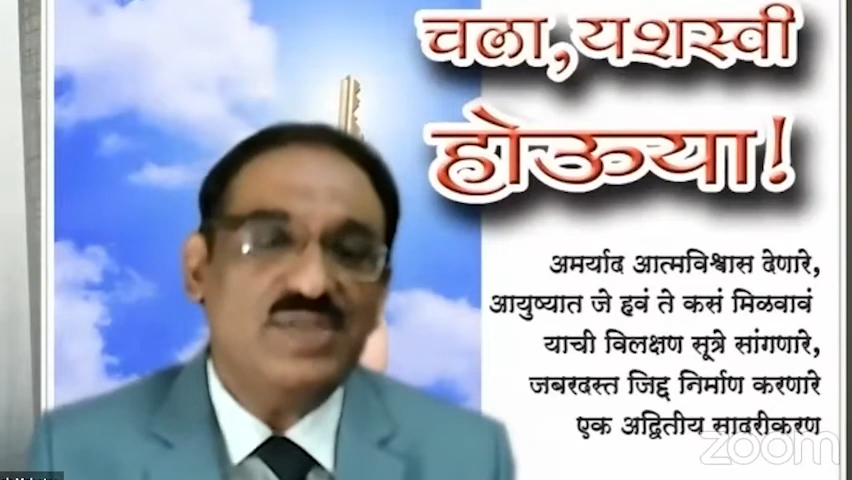 चला, यशस्वी
होऊया!
अमर्याद आत्मविश्वास देणारे,
आयुष्यात जे हवं ते कसं मिळवावं
याची विलक्षण सूत्रे सांगणारे,
जबरदस्त जिद्द निर्माण करणारे
एक अद्वितीय सादरीकरण
zoom